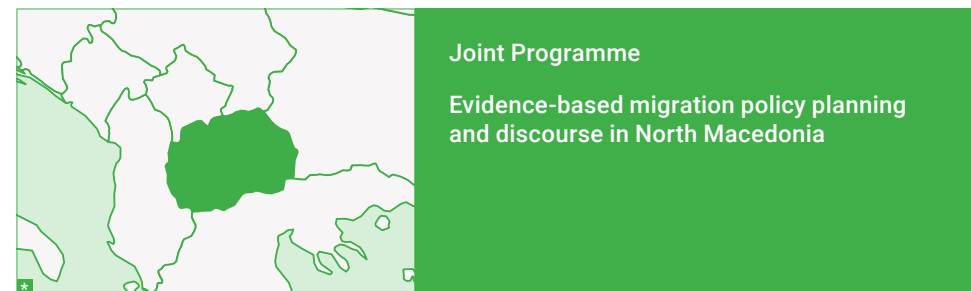 Joint Programme
Evidence-based migration policy planning
and discourse in North Macedonia
*